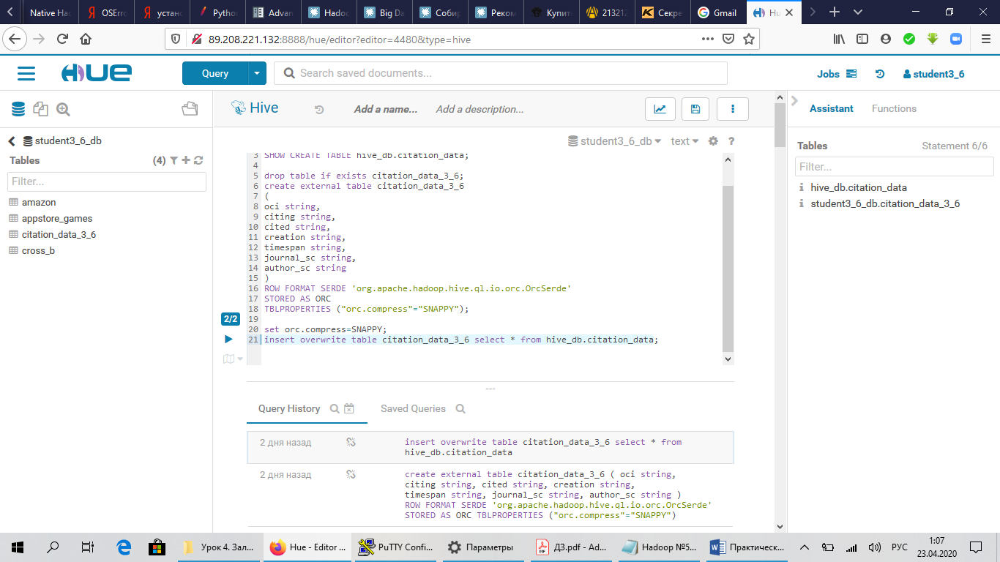 Native Had
OSErro
устано
Python
Advan
Hadoo
Big Da
Собир
Реком
Купит
213212
Секре
Gmail
Hu
89.208.221.132:8888/hue/editor?editor=4480&type=hive
HUE
Query
Search saved documents...
Jobs
student3_6
Hive
Add a name...
Add a description...
Assistant
Functions
student3_6_db
Tables
(4)
Filter...
amazon
appstore_games
citation_data_3_6
cross_b
student3_6_db
text
?
3 SHOW CREATE TABLE hive_db.citation_data;
4
5 drop table if exists citation_data_3_6;
6 create external table citation_data_3_6
7 (
8 oci string,
9 citing string,
10 cited string,
11 creation string,
12 timespan string,
13 journal_sc string,
14 author_sc string
15 )
16 ROW FORMAT SERDE 'org.apache.hadoop.hive.ql.io.orc.OrcSerde'
17 STORED AS ORC
18 TBLPROPERTIES ("orc.compress"="SNAPPY");
2/2
19
20 set orc.compress=SNAPPY;
21 insert overwrite table citation_data_3_6 select * from hive_db.citation_data;
Tables
Statement 6/6
Filter...
hive_db.citation_data
student3_6_db.citation_data_3_6
Query History
Saved Queries
2 дня назад
insert overwrite table citation_data_3_6 select * from
hive_db.citation_data
2 дня назад
create external table citation_data_3_6 ( oci string,
citing string, cited string, creation string,
timespan string, journal_sc string, author_sc string )
ROW FORMAT SERDE 'org.apache.hadoop.hive.ql.io.orc.OrcSerde'
STORED AS ORC TBLPROPERTIES ("orc.compress"="SNAPPY")
Урок 4. Зал...
Hue - Editor ...
PuTTY Confi...
Параметры
ДЗ.pdf - Ad...
Hadoop №5...
Практическ...
РУС
1:07
23.04.2020